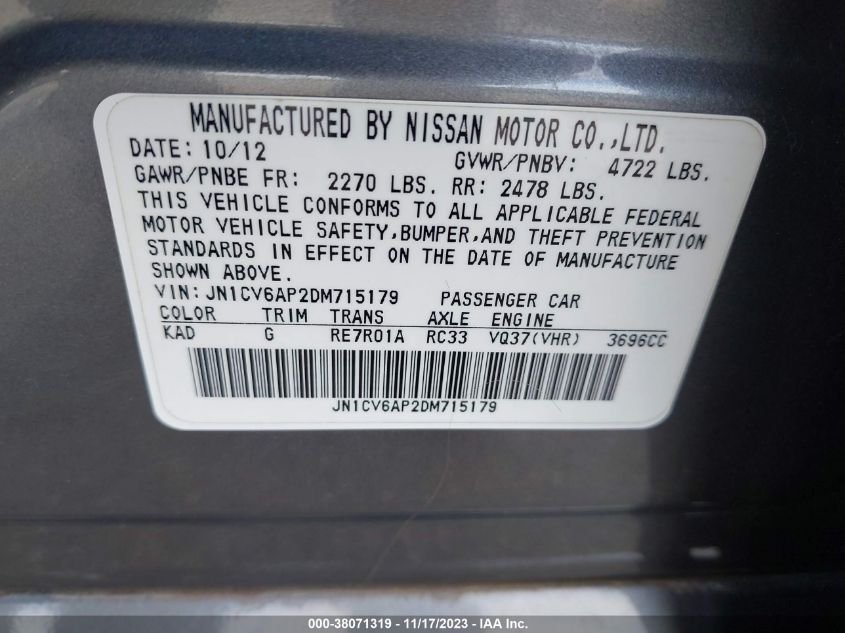 MANUFACTURED BY NISSAN MOTOR CO.,LTD.
DATE: 10/12 GVWR/PNBV: 4722 LBS.
GAWR/PNBE FR: 2270 LBS. RR: 2478 LBS.
THIS VEHICLE CONFORMS TO ALL APPLICABLE FEDERAL
MOTOR VEHICLE SAFETY,BUMPER,AND THEFT PREVENTION
STANDARDS IN EFFECT ON THE DATE OF MANUFACTURE
SHOWN ABOVE.
VIN: JN1CV6AP2DM715179 PASSENGER CAR
COLOR TRIM TRANS AXLE ENGINE
KAD G RE7R01A RC33 VQ37(VHR) 3696CC
JN1CV6AP2DM715179
000-38071319 - 11/17/2023 - IAA Inc.